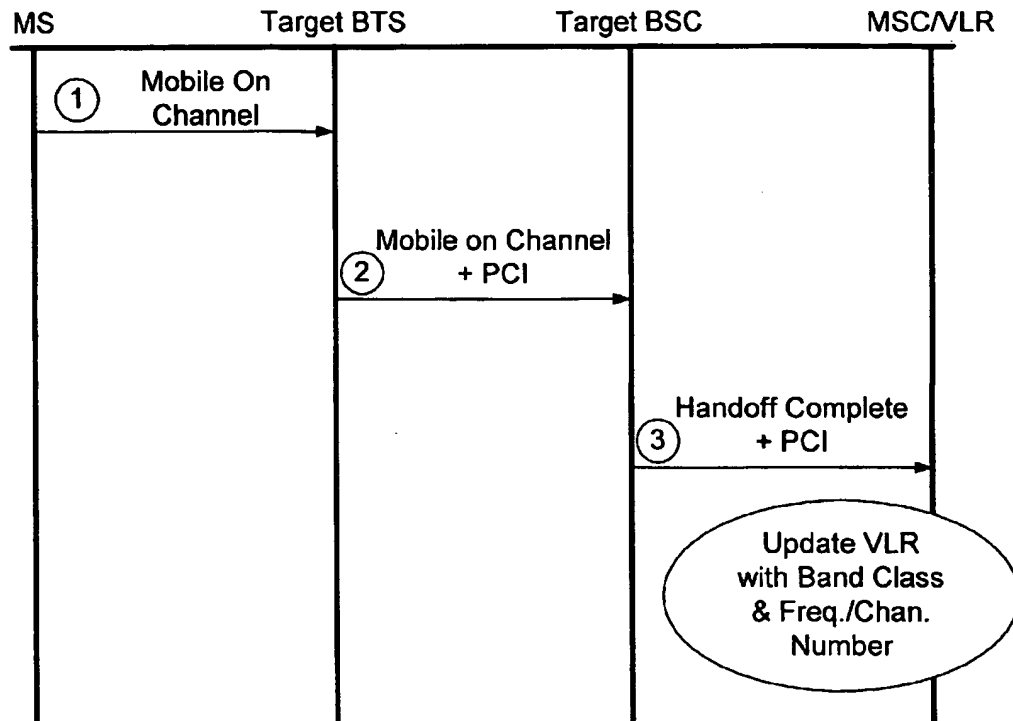 MS Target BTS Target BSC MSC/VLR
1 Mobile On
Channel
Mobile on Channel
2 + PCI
Handoff Complete
3 + PCI
Update VLR
with Band Class
& Freq./Chan.
Number